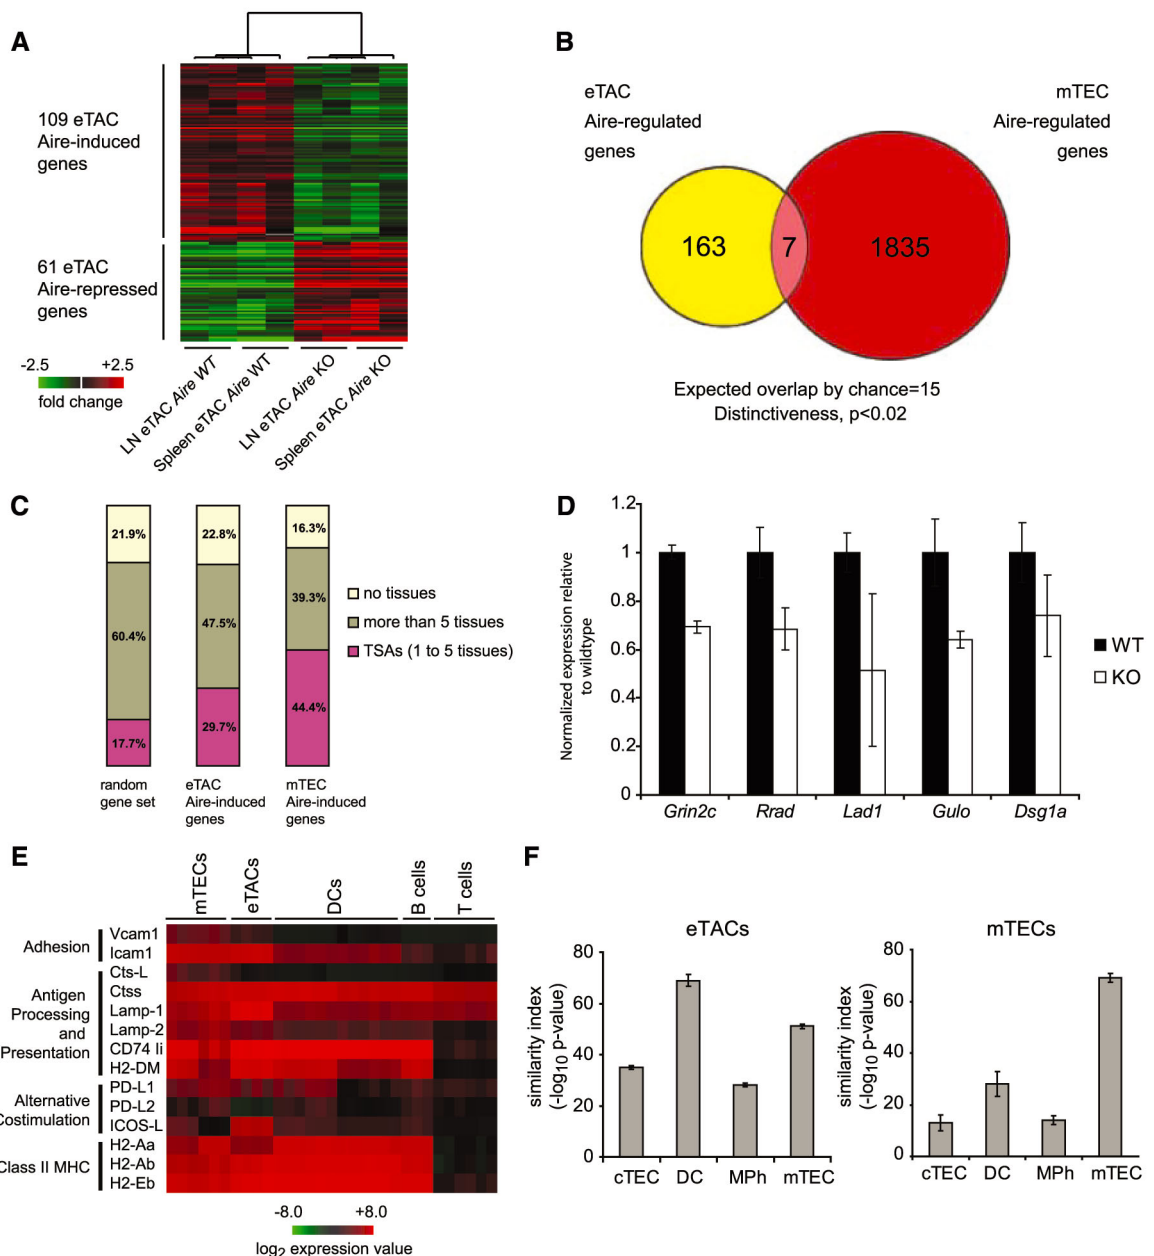 A
109 eTAC
Aire-induced
genes
61 eTAC
Aire-repressed
genes
-2.5 +2.5
fold change
LN eTAC Aire WT
Spleen eTAC Aire WT
LN eTAC Aire KO
Spleen eTAC Aire KO
B
eTAC
Aire-regulated
genes
mTEC
Aire-regulated
genes
163
7
1835
Expected overlap by chance=15
Distinctiveness, p<0.02
C
21.9%
60.4%
17.7%
22.8%
47.5%
29.7%
16.3%
39.3%
44.4%
no tissues
more than 5 tissues
TSAs (1 to 5 tissues)
random
gene set
eTAC
Aire-induced
genes
mTEC
Aire-induced
genes
D
Normalized expression relative
to wildtype
1.2
1
0.8
0.6
0.4
0.2
0
Grin2c Rrad Lad1 Gulo Dsg1a
WT
KO
E
mTECs
eTACs
DCs
B cells
T cells
Adhesion
Antigen
Processing
and
Presentation
Alternative
Costimulation
Class II MHC
Vcam1
Icam1
Cts-L
Ctss
Lamp-1
Lamp-2
CD74 Ii
H2-DM
PD-L1
PD-L2
ICOS-L
H2-Aa
H2-Ab
H2-Eb
-8.0 +8.0
log2 expression value
F
eTACs
similarity index
(-log10 p-value)
80
60
40
20
0
cTEC DC MPh mTEC
mTECs
similarity index
(-log10 p-value)
80
60
40
20
0
cTEC DC MPh mTEC